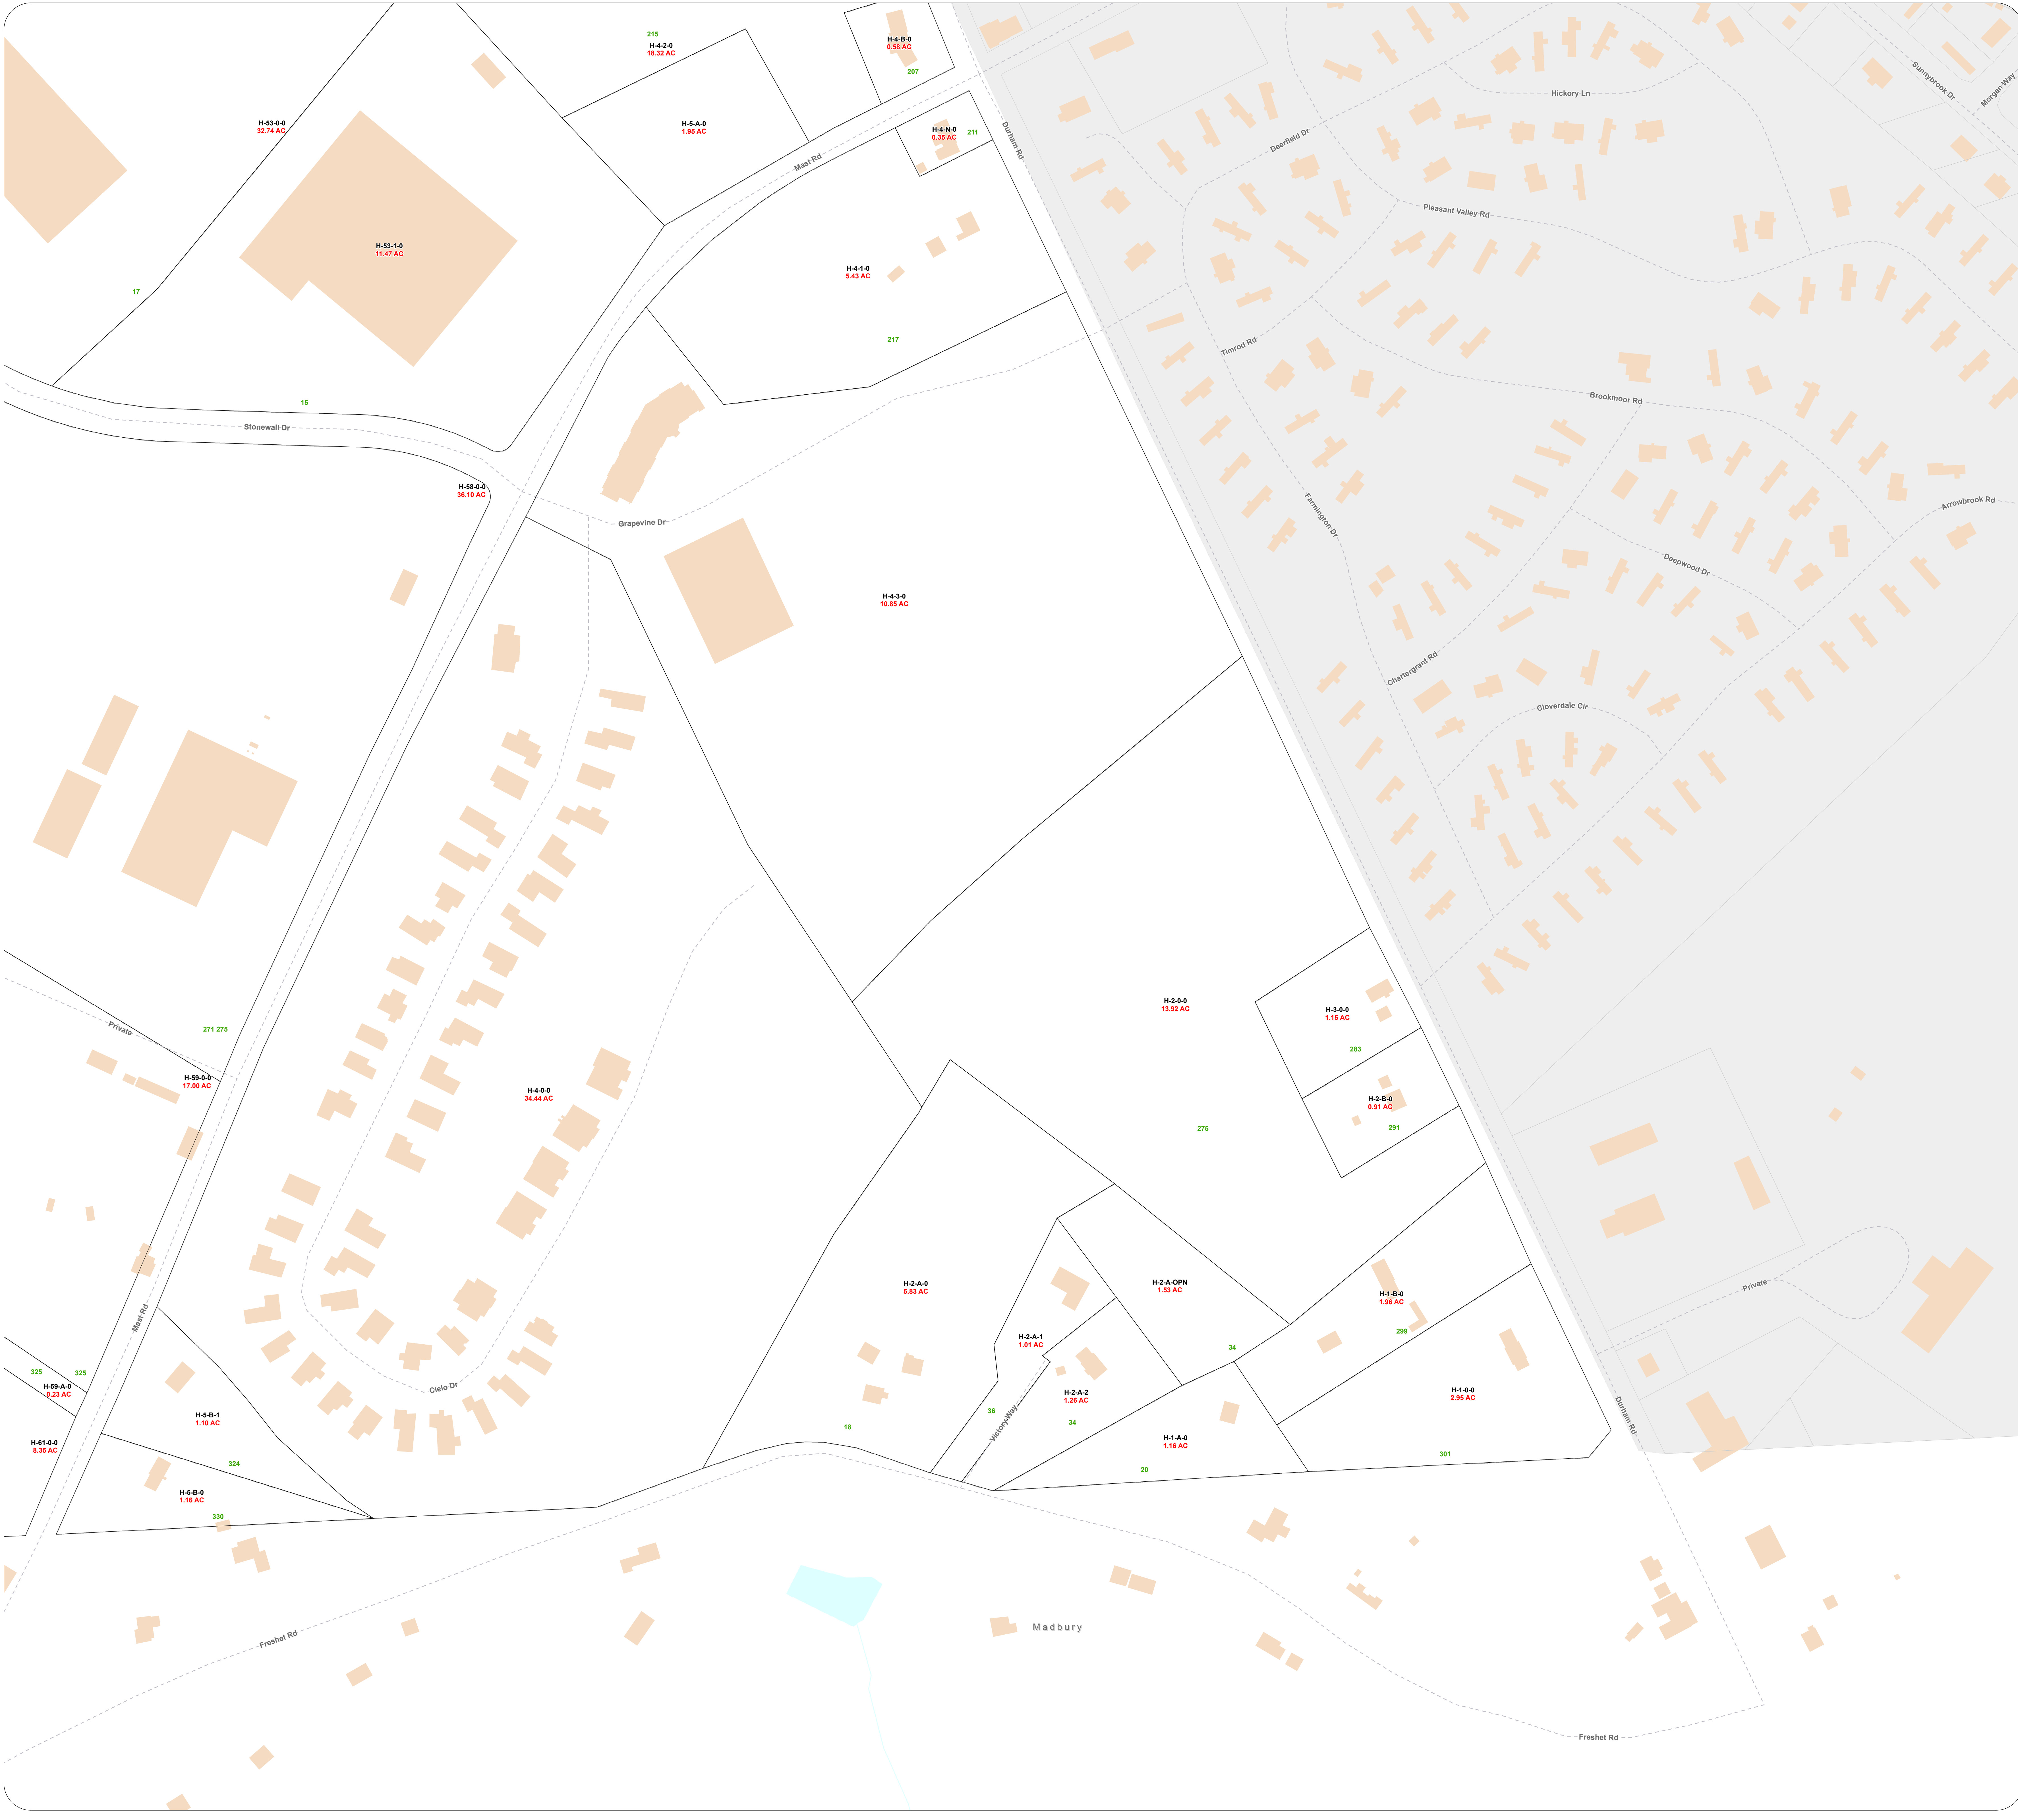 215
H-4-2-0
18.32 AC
H-4-B-0
0.58 AC
207
Sunnybrook Dr
Morgan Way
Hickory Ln
H-53-0-0
32.74 AC
H-5-A-0
1.95 AC
H-4-N-0
0.35 AC
211
Durham Rd
Deerfield Dr
Mast Rd
Pleasant Valley Rd
H-53-1-0
11.47 AC
H-4-1-0
5.43 AC
17
217
Timrod Rd
Brookmoor Rd
15
Stonewall Dr
H-58-0-0
36.10 AC
Grapevine Dr
Farmington Dr
Arrowbrook Rd
Deepwood Dr
H-4-3-0
10.85 AC
Chartergrant Rd
Cloverdale Cir
H-2-0-0
13.92 AC
H-3-0-0
1.15 AC
283
Private
271 275
H-59-0-0
17.00 AC
H-4-0-0
34.44 AC
H-2-B-0
0.91 AC
291
275
H-2-A-0
5.83 AC
H-2-A-OPN
1.53 AC
H-1-B-0
1.96 AC
299
Private
Mast Rd
H-2-A-1
1.01 AC
34
325
325
H-59-A-0
0.23 AC
Cielo Dr
H-2-A-2
1.26 AC
34
H-1-0-0
2.95 AC
36
Victory Way
18
H-5-B-1
1.10 AC
H-61-0-0
8.35 AC
H-1-A-0
1.16 AC
Durham Rd
301
324
20
H-5-B-0
1.16 AC
330
Madbury
Freshet Rd
Freshet Rd